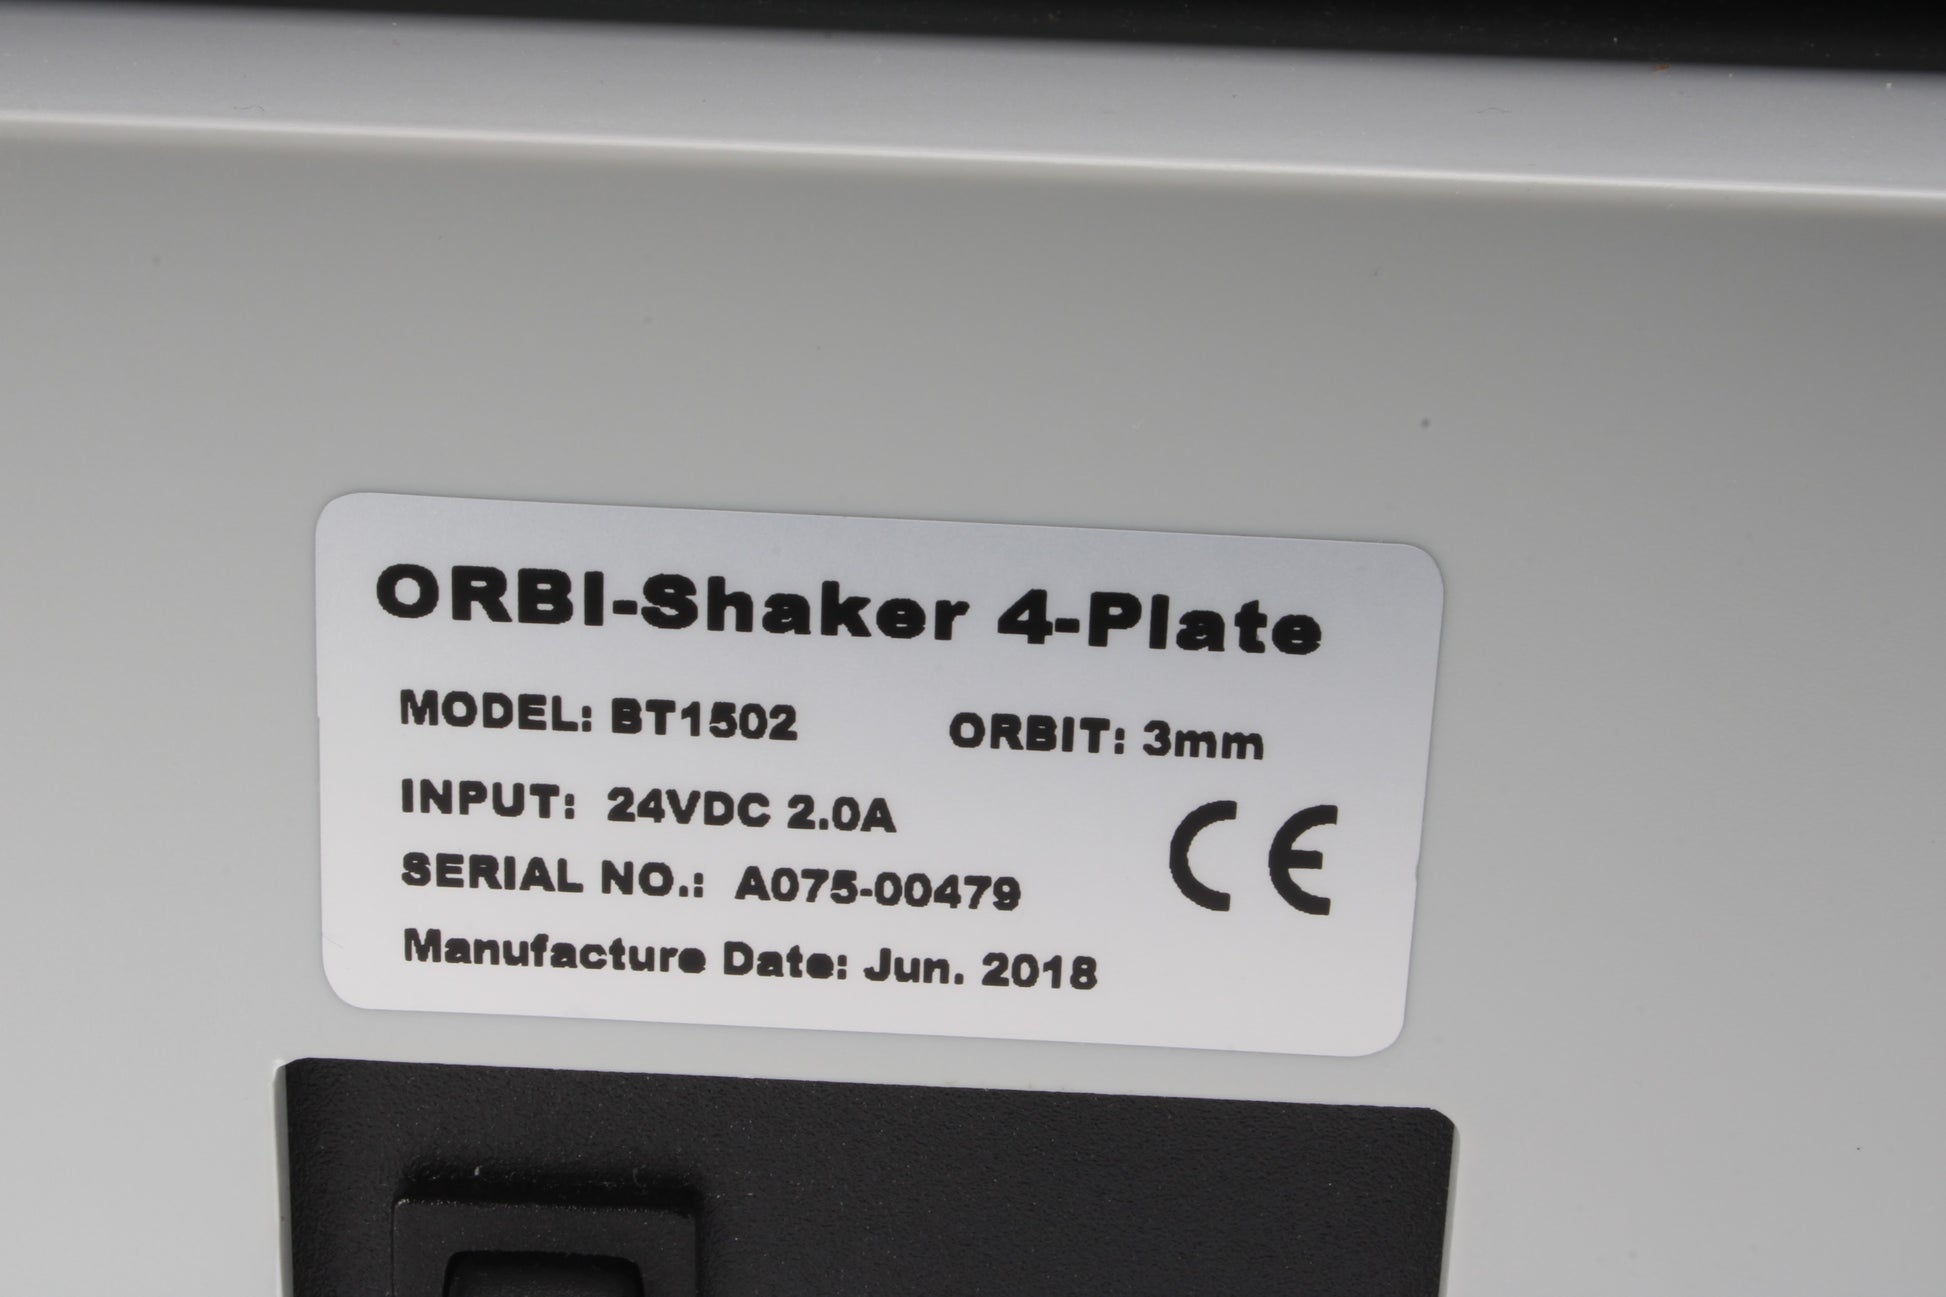 ORBI-Shaker 4-Plate
MODEL: BT1502 ORBIT: 3mm
INPUT: 24VDC 2.0A
CE
SERIAL NO.: A075-00479
Manufacture Date: Jun. 2018